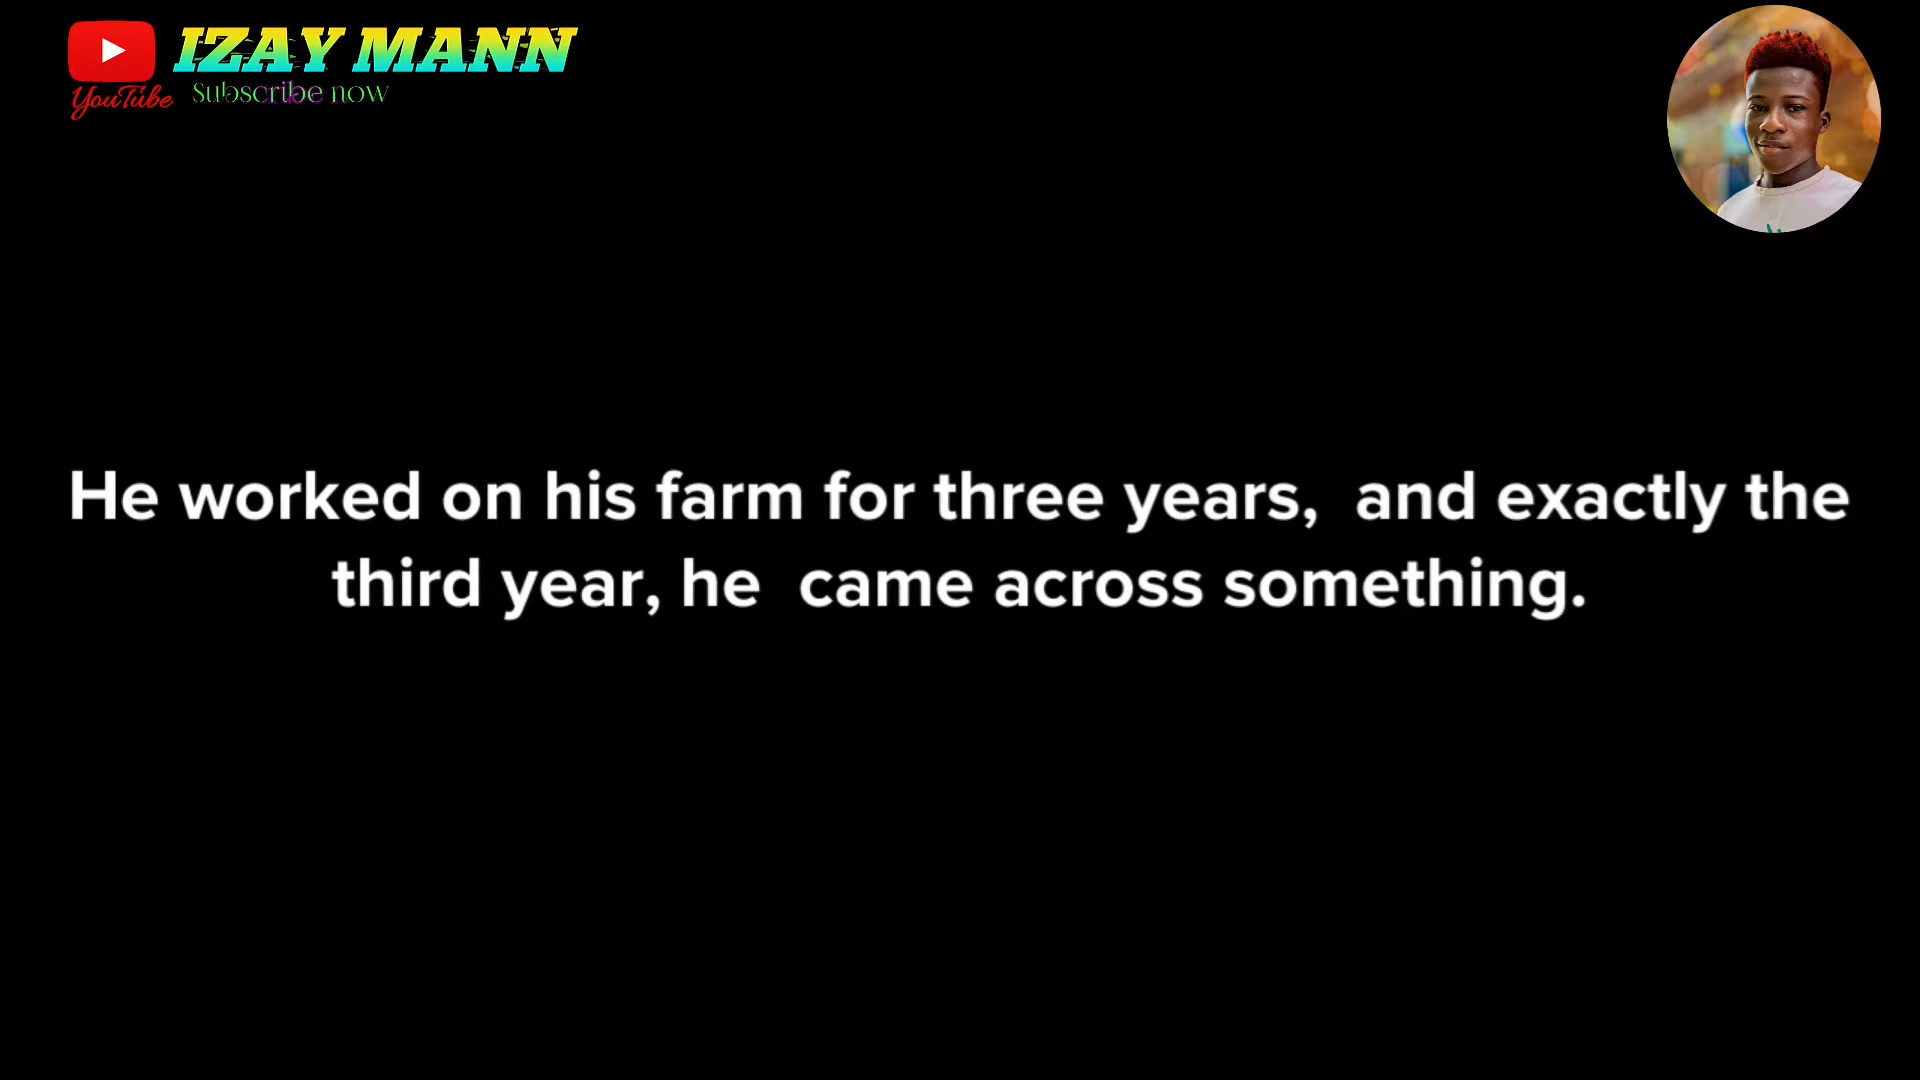 IZAY MANN
YouTube Subscribe now
He worked on his farm for three years,  and exactly the
third year, he  came across something.